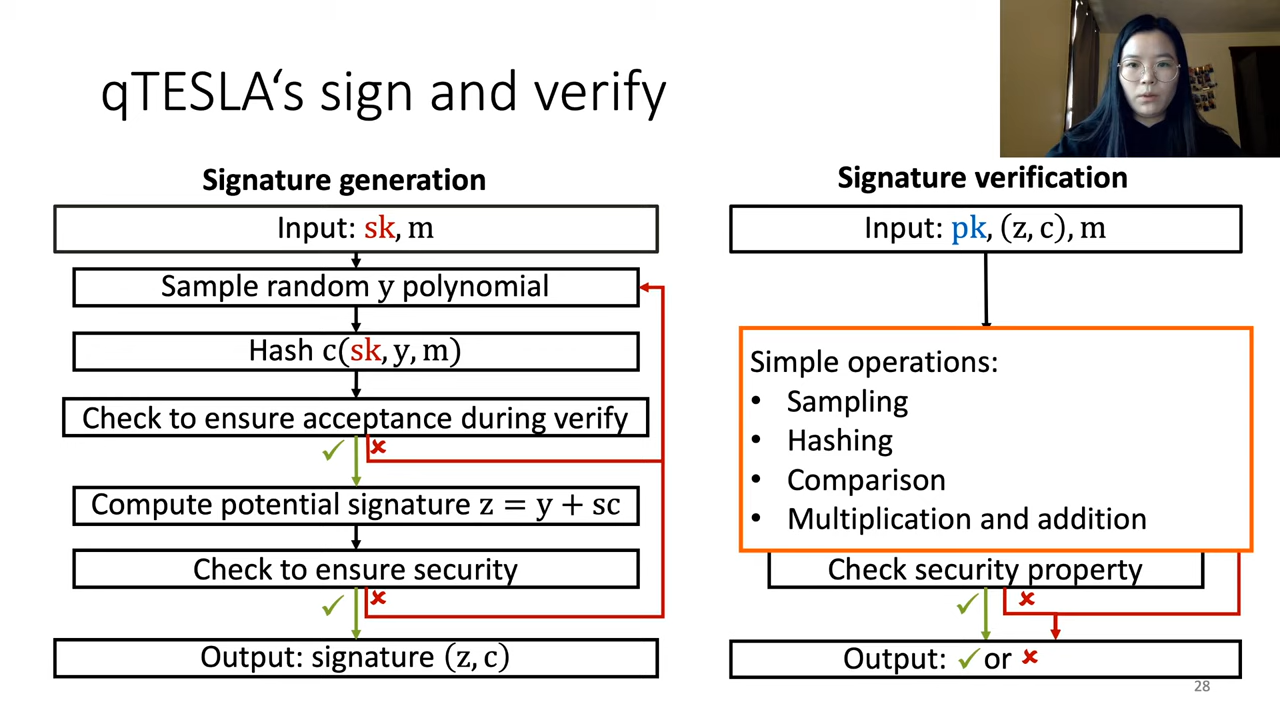 qTESLA‘s sign and verify
Signature generation
Input: sk, m
Sample random y polynomial
Hash c(sk, y, m)
Check to ensure acceptance during verify
✓ ✘
Compute potential signature z = y + sc
Check to ensure security
✓ ✘
Output: signature (z, c)
Signature verification
Input: pk, (z, c), m
Simple operations:
• Sampling
• Hashing
• Comparison
• Multiplication and addition
Check security property
✓ ✘
Output: ✓ or ✘
28